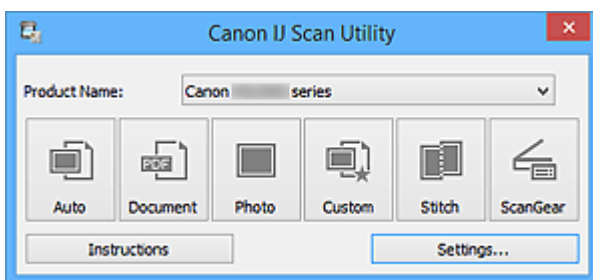 Canon IJ Scan Utility
Product Name: Canon series
PDF
Auto Document Photo Custom Stitch ScanGear
Instructions Settings...